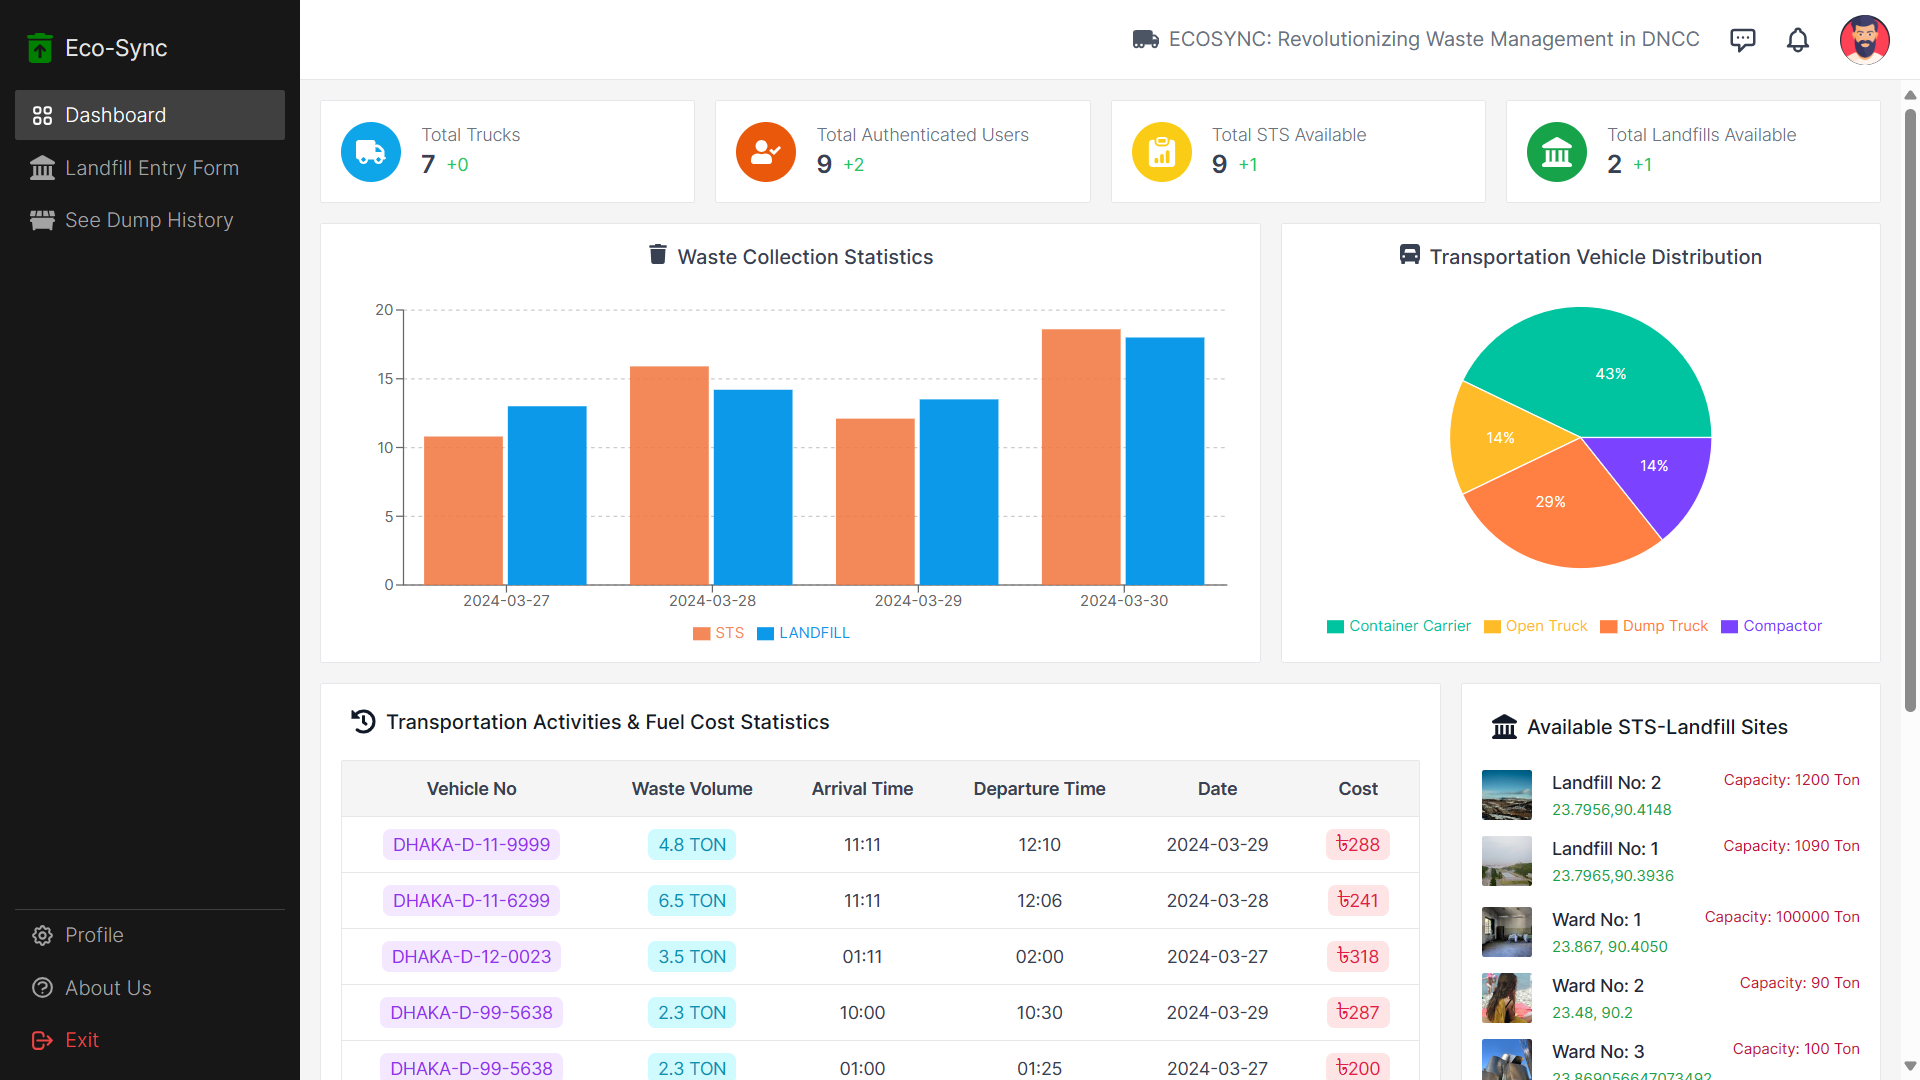 Eco-Sync
Dashboard
Landfill Entry Form
See Dump History
Profile
About Us
Exit
ECOSYNC: Revolutionizing Waste Management in DNCC
Total Trucks
7 +0
Total Authenticated Users
9 +2
Total STS Available
9 +1
Total Landfills Available
2 +1
Waste Collection Statistics
20
15
10
5
0
2024-03-27 2024-03-28 2024-03-29 2024-03-30
STS LANDFILL
Transportation Vehicle Distribution
43%
14%
14%
29%
Container Carrier Open Truck Dump Truck Compactor
Transportation Activities & Fuel Cost Statistics
Vehicle No Waste Volume Arrival Time Departure Time Date Cost
DHAKA-D-11-9999 4.8 TON 11:11 12:10 2024-03-29 ৳288
DHAKA-D-11-6299 6.5 TON 11:11 12:06 2024-03-28 ৳241
DHAKA-D-12-0023 3.5 TON 01:11 02:00 2024-03-27 ৳318
DHAKA-D-99-5638 2.3 TON 10:00 10:30 2024-03-29 ৳287
DHAKA-D-99-5638 2.3 TON 01:00 01:25 2024-03-27 ৳200
Available STS-Landfill Sites
Landfill No: 2 Capacity: 1200 Ton
23.7956,90.4148
Landfill No: 1 Capacity: 1090 Ton
23.7965,90.3936
Ward No: 1 Capacity: 100000 Ton
23.867, 90.4050
Ward No: 2 Capacity: 90 Ton
23.48, 90.2
Ward No: 3 Capacity: 100 Ton
23.869056647073492